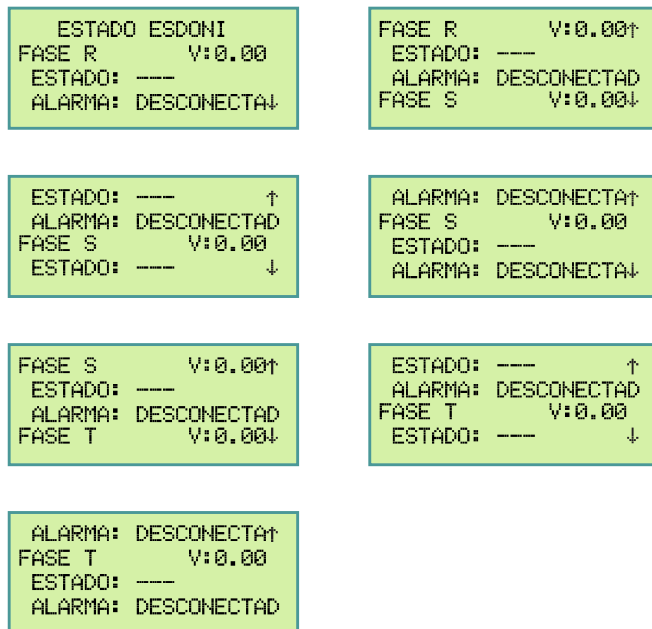 ESTADO ESDONI
FASE R V:0.00
ESTADO: ---
ALARMA: DESCONECTA↓
FASE R V:0.00↑
ESTADO: ---
ALARMA: DESCONECTAD
FASE S V:0.00↓
ESTADO: --- ↑
ALARMA: DESCONECTAD
FASE S V:0.00
ESTADO: --- ↓
ALARMA: DESCONECTA↑
FASE S V:0.00
ESTADO: ---
ALARMA: DESCONECTA↓
FASE S V:0.00↑
ESTADO: ---
ALARMA: DESCONECTAD
FASE T V:0.00↓
ESTADO: --- ↑
ALARMA: DESCONECTAD
FASE T V:0.00
ESTADO: --- ↓
ALARMA: DESCONECTA↑
FASE T V:0.00
ESTADO: ---
ALARMA: DESCONECTAD